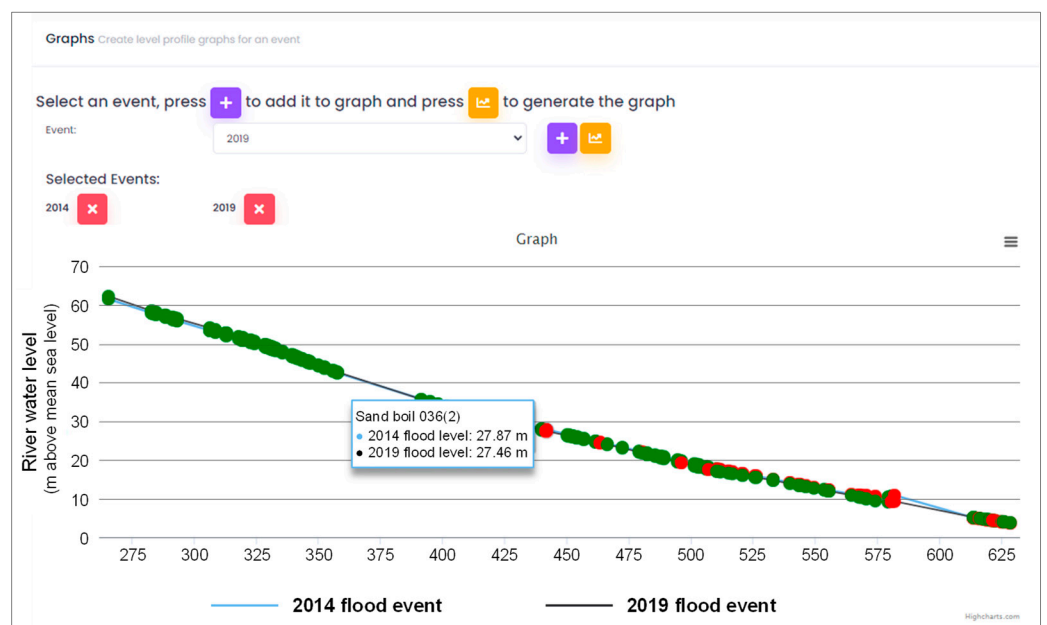 Graphs Create level profile graphs for an event
Select an event, press + to add it to graph and press to generate the graph
Event:
2019
+
Selected Events:
2014 ×
2019 ×
Graph
River water level
(m above mean sea level)
70
60
50
40
30
20
10
0
Sand boil 036(2)
2014 flood level: 27.87 m
2019 flood level: 27.46 m
275 300 325 350 375 400 425 450 475 500 525 550 575 600 625
2014 flood event 2019 flood event
Highcharts.com